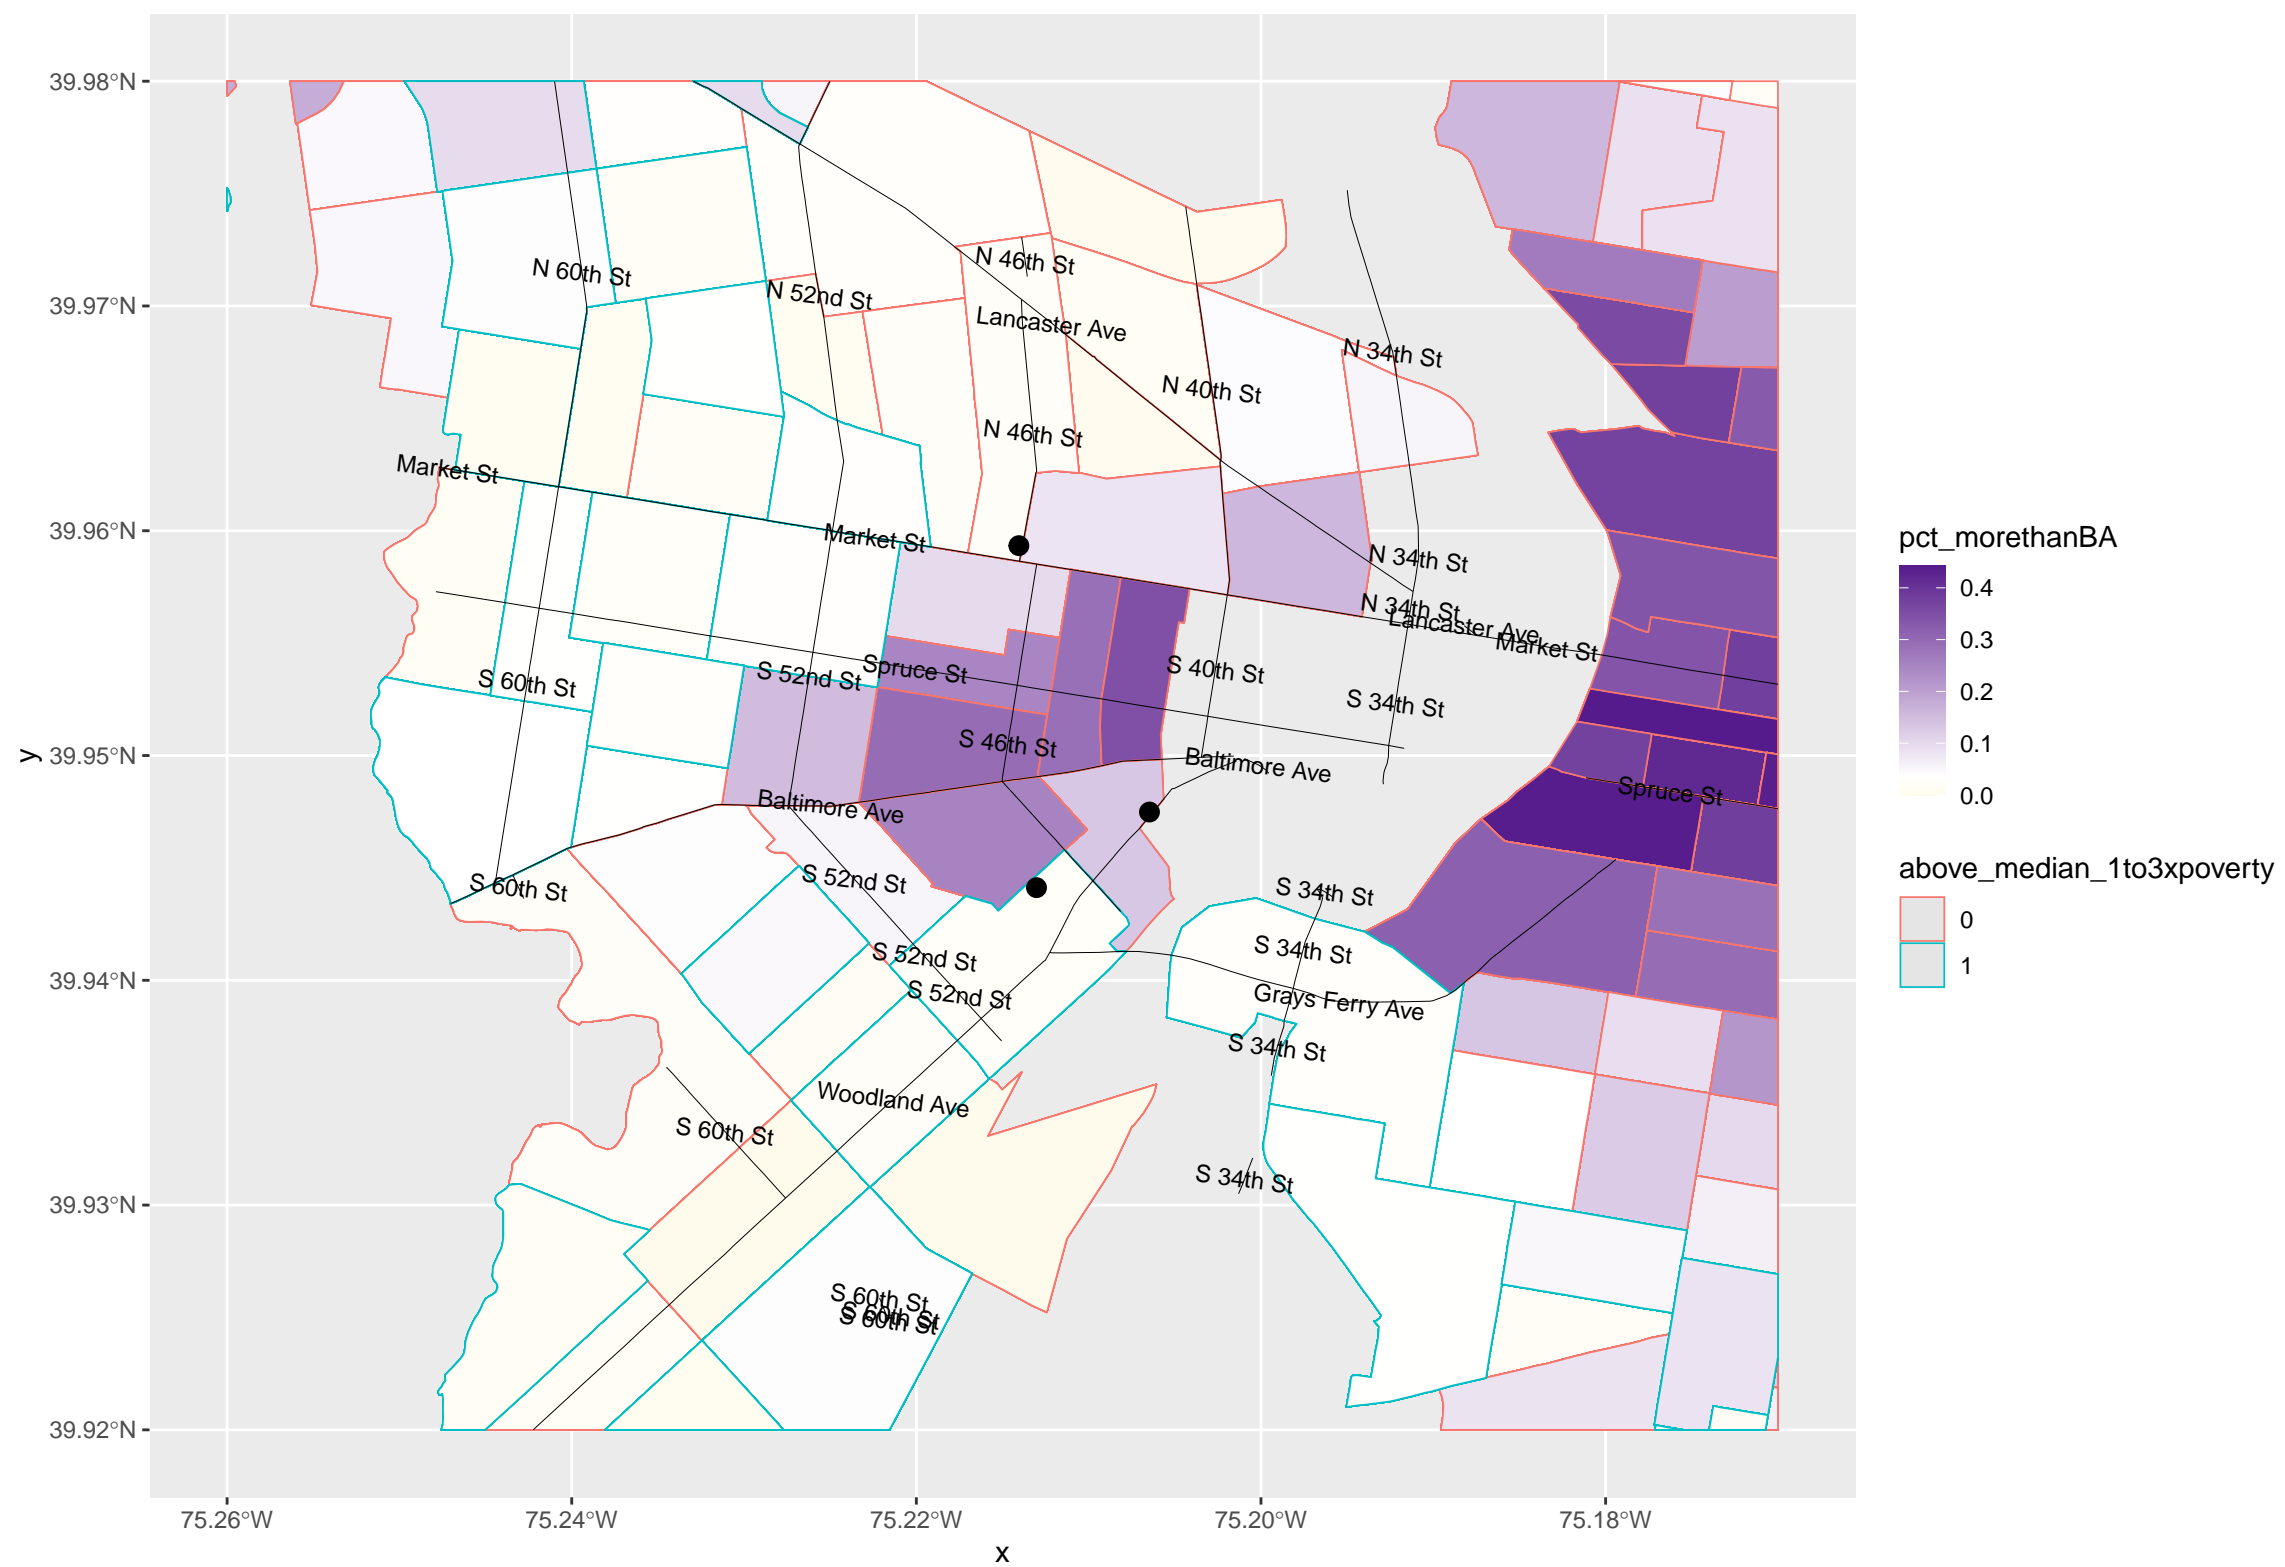 39.98°N
39.97°N
39.96°N
39.95°N
39.94°N
39.93°N
39.92°N
y
N 46th St
N 60th St
N 52nd St
Lancaster Ave
N 34th St
N 40th St
N 46th St
Market St
Market St
N 34th St
N 34th St
Lancaster Ave
Market St
S 60th St
S 52nd St
Spruce St
S 40th St
S 34th St
S 46th St
Baltimore Ave
Spruce St
Baltimore Ave
S 60th St
S 52nd St
S 34th St
S 52nd St
S 34th St
S 52nd St
Grays Ferry Ave
S 34th St
Woodland Ave
S 60th St
S 34th St
S 60th St
S 60th St
S 60th St
75.26°W
75.24°W
75.22°W
75.20°W
75.18°W
x
pct_morethanBA
0.4
0.3
0.2
0.1
0.0
above_median_1to3xpoverty
0
1